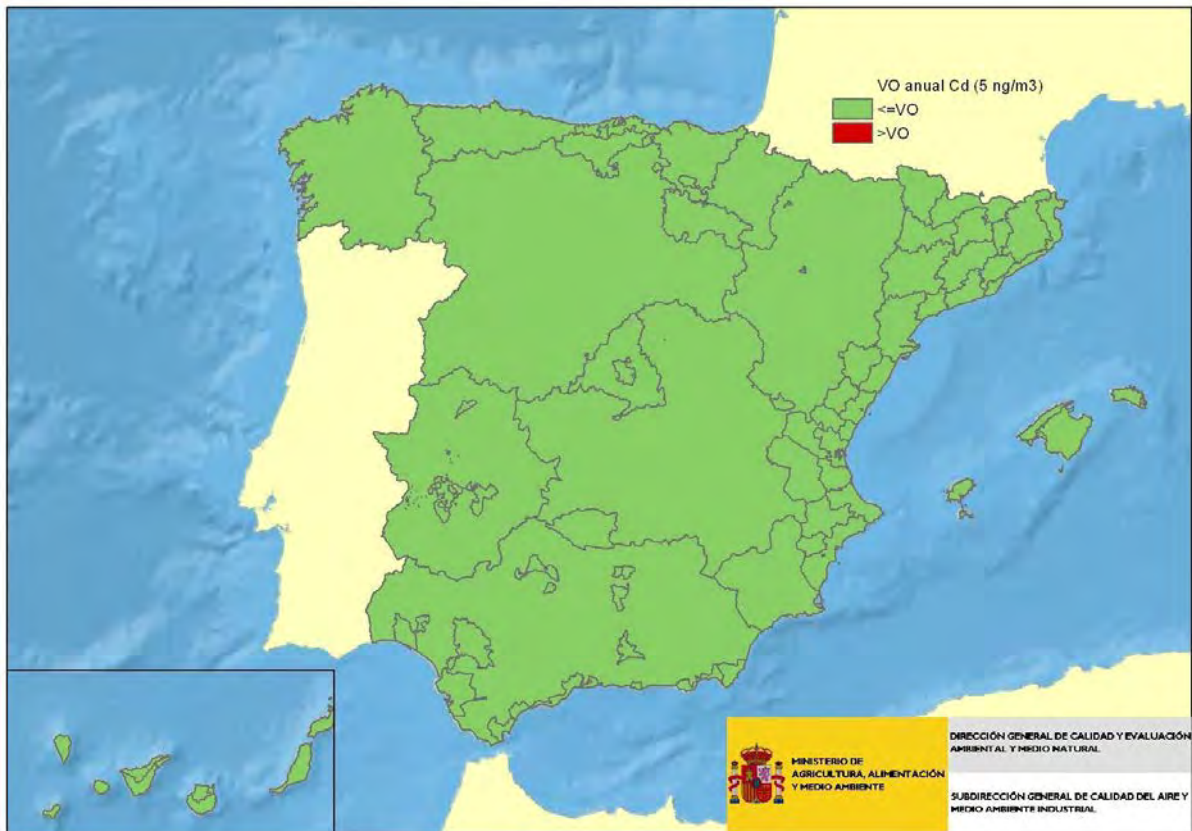 VO anual Cd (5 ng/m3)
<=VO
>VO
MINISTERIO DE
AGRICULTURA, ALIMENTACIÓN
Y MEDIO AMBIENTE
DIRECCIÓN GENERAL DE CALIDAD Y EVALUACIÓN
AMBIENTAL Y MEDIO NATURAL
SUBDIRECCIÓN GENERAL DE CALIDAD DEL AIRE Y
MEDIO AMBIENTE INDUSTRIAL